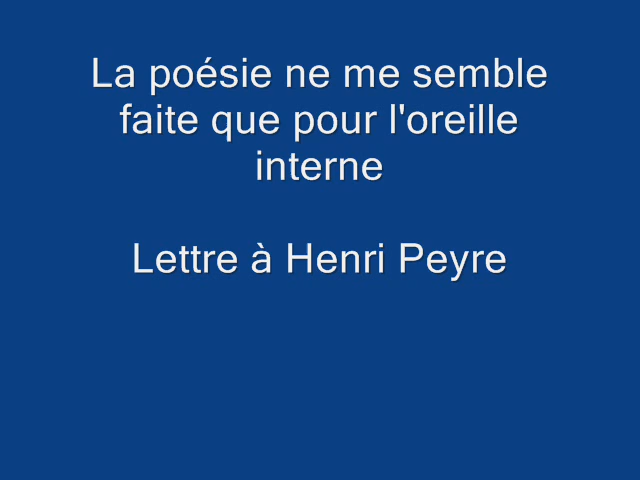 La poésie ne me semble
faite que pour l'oreille
interne
Lettre à Henri Peyre